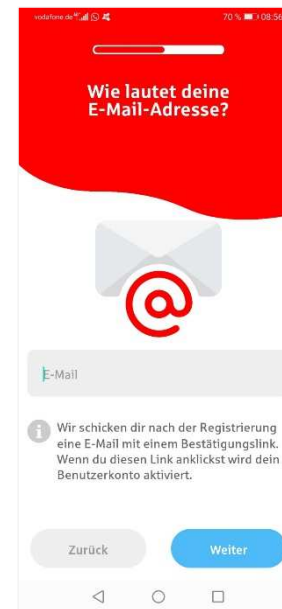 vodafone.de
70 % 08:56
Wie lautet deine
E-Mail-Adresse?
E-Mail
Wir schicken dir nach der Registrierung
eine E-Mail mit einem Bestätigungslink.
Wenn du diesen Link anklickst wird dein
Benutzerkonto aktiviert.
Zurück
Weiter